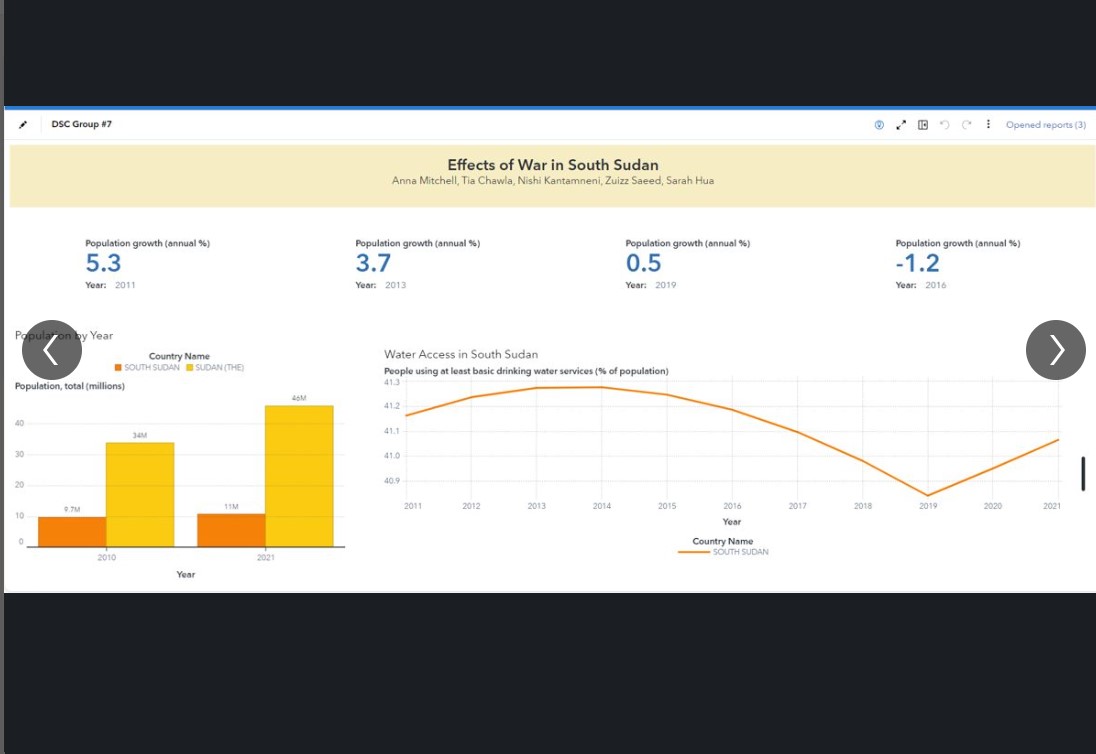 DSC Group #7
Opened reports (3)
Effects of War in South Sudan
Anna Mitchell, Tia Chawla, Nishi Kantamneni, Zuizz Saeed, Sarah Hua
Population growth (annual %)
5.3
Year: 2011
Population growth (annual %)
3.7
Year: 2013
Population growth (annual %)
0.5
Year: 2019
Population growth (annual %)
-1.2
Year: 2016
Population by Year
Country Name
SOUTH SUDAN SUDAN (THE)
Population, total (millions)
46M
40
34M
30
20
9.7M
11M
10
0
2010 2021
Year
Water Access in South Sudan
People using at least basic drinking water services (% of population)
41.3
41.2
41.1
41.0
40.9
2011 2012 2013 2014 2015 2016 2017 2018 2019 2020 2021
Year
Country Name
SOUTH SUDAN